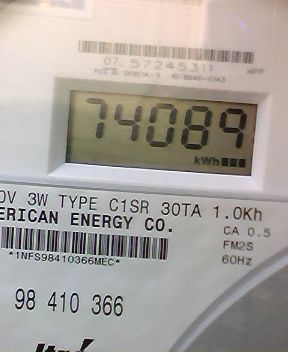 07 57245311
74089
kWh
0V 3W TYPE C1SR 30TA 1.0Kh
ERICAN ENERGY CO.
CA 0.5
FM2S
*1NFS98410366MEC*
60Hz
98 410 366